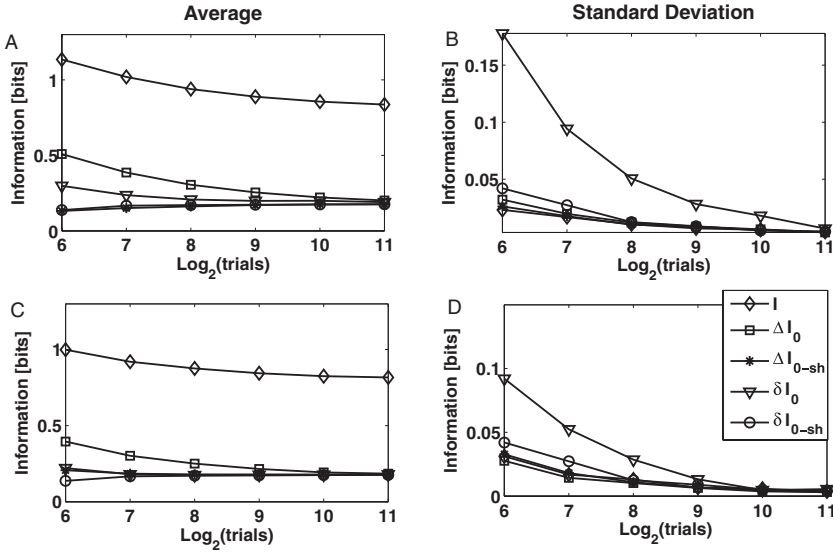 Average
Standard Deviation
A
Information [bits]
1
0.5
0
6 7 8 9 10 11
Log2(trials)
B
Information [bits]
0.15
0.1
0.05
6 7 8 9 10 11
Log2(trials)
C
Information [bits]
1
0.5
0
6 7 8 9 10 11
Log2(trials)
D
Information [bits]
0.1
0.05
0
6 7 8 9 10 11
Log2(trials)
I
ΔI0
ΔI0−sh
δI0
δI0−sh